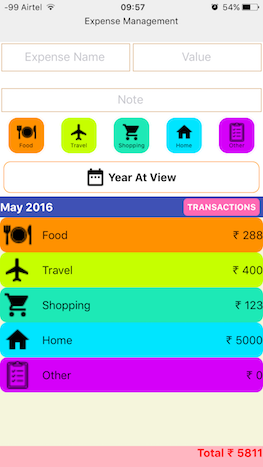 -99 Airtel 09:57 54%
Expense Management
Expense Name Value
Note
Food Travel Shopping Home Other
Year At View
May 2016 TRANSACTIONS
Food ₹ 288
Travel ₹ 400
Shopping ₹ 123
Home ₹ 5000
Other ₹ 0
Total ₹ 5811